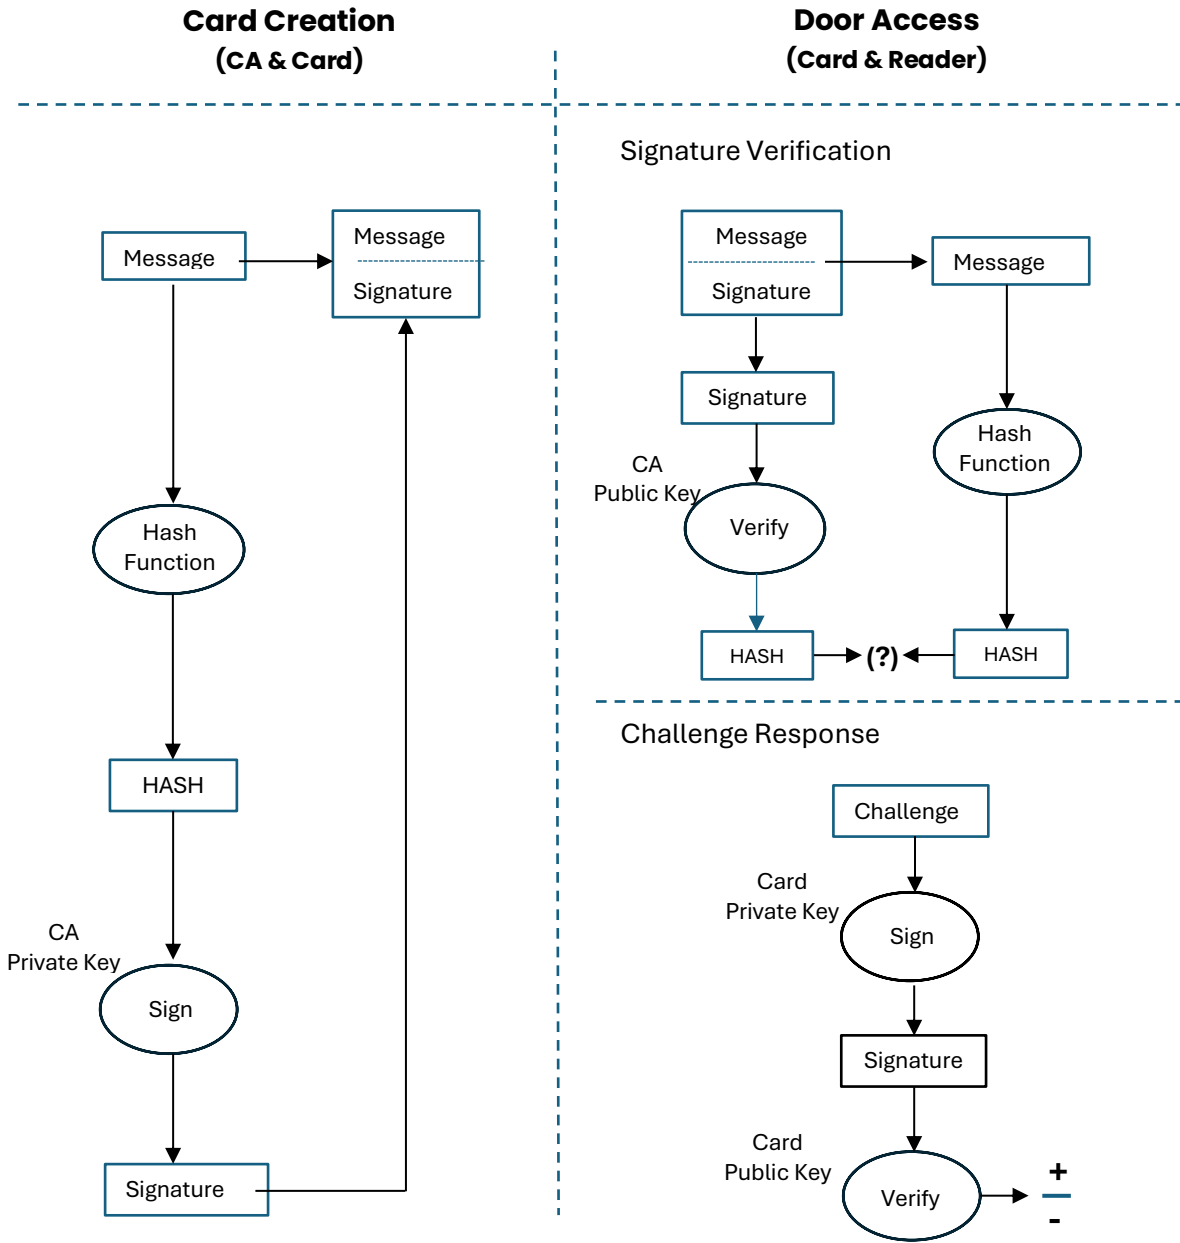 Card Creation
(CA & Card)
Message
Message
Signature
Hash
Function
HASH
CA
Private Key
Sign
Signature
Door Access
(Card & Reader)
Signature Verification
Message
Signature
Message
Signature
CA
Public Key
Verify
Hash
Function
HASH
(?)
HASH
Challenge Response
Challenge
Card
Private Key
Sign
Signature
Card
Public Key
Verify
+
-